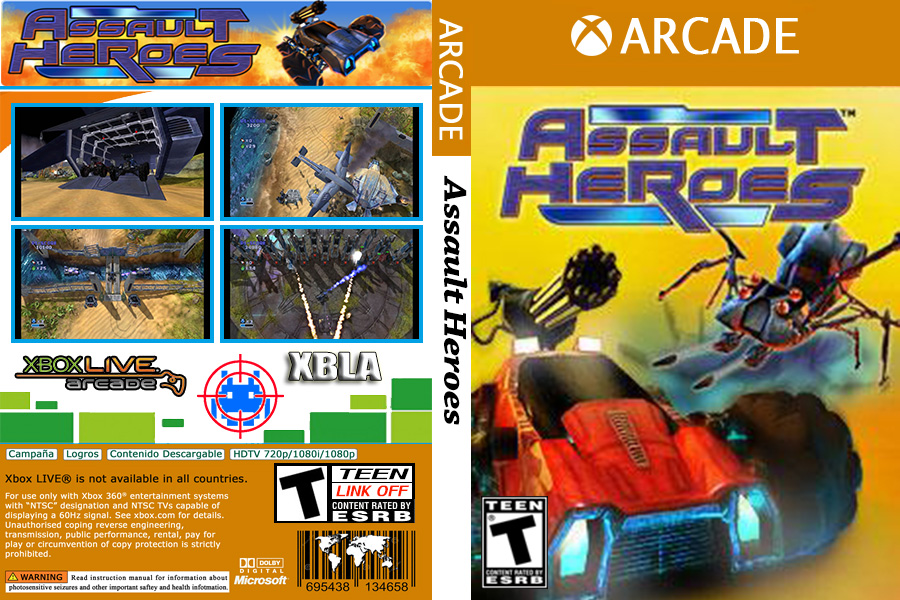 ASSAULT
HEROES
3200
10100
XBOX LIVE
arcade
XBLA
Campaña
Logros
Contenido Descargable
HDTV 720p/1080i/1080p
Xbox LIVE® is not available in all countries.
For use only with Xbox 360® entertainment systems
with “NTSC” designation and NTSC TVs capable of
displaying a 60Hz signal. See xbox.com for details.
Unauthorised coping reverse engineering,
transmission, public performance, rental, pay for
play or circumvention of copy protection is strictly
prohibited.
WARNING
Read instruction manual for information about
photosensitive seizures and other important saftey and health infotmation.
T
TEEN
LINK OFF
CONTENT RATED BY
ESRB
DOLBY
DIGITAL
Microsoft
695438 134658
ARCADE
Assault Heroes
ARCADE
ASSAULT™
HEROES
TEEN
T
CONTENT RATED BY
ESRB